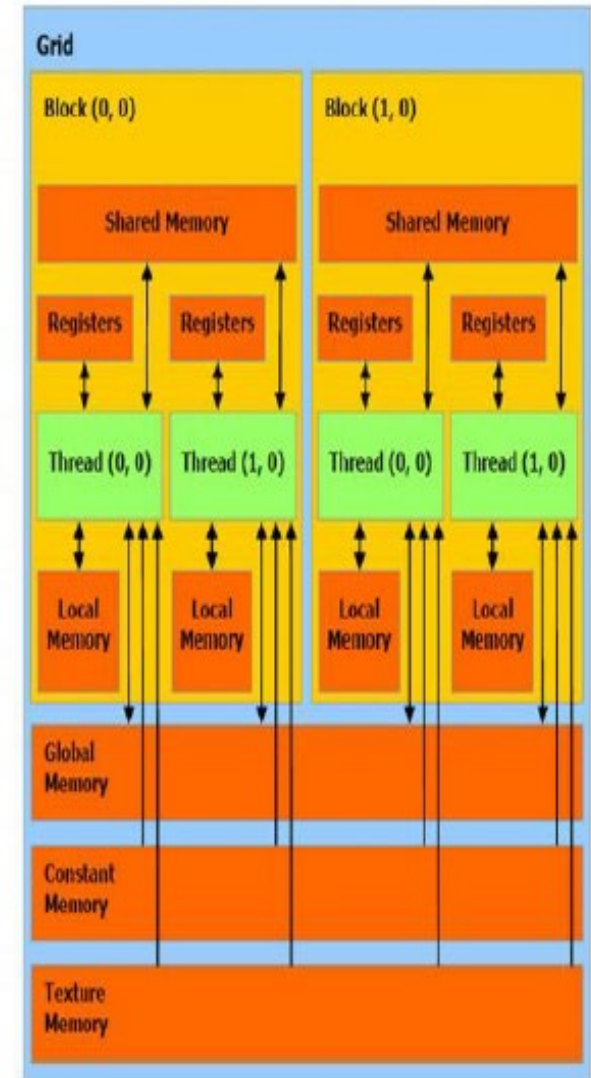 Grid
Block (0, 0)
Block (1, 0)
Shared Memory
Shared Memory
Registers
Registers
Registers
Registers
Thread (0, 0)
Thread (1, 0)
Thread (0, 0)
Thread (1, 0)
Local
Memory
Local
Memory
Local
Memory
Local
Memory
Global
Memory
Constant
Memory
Texture
Memory